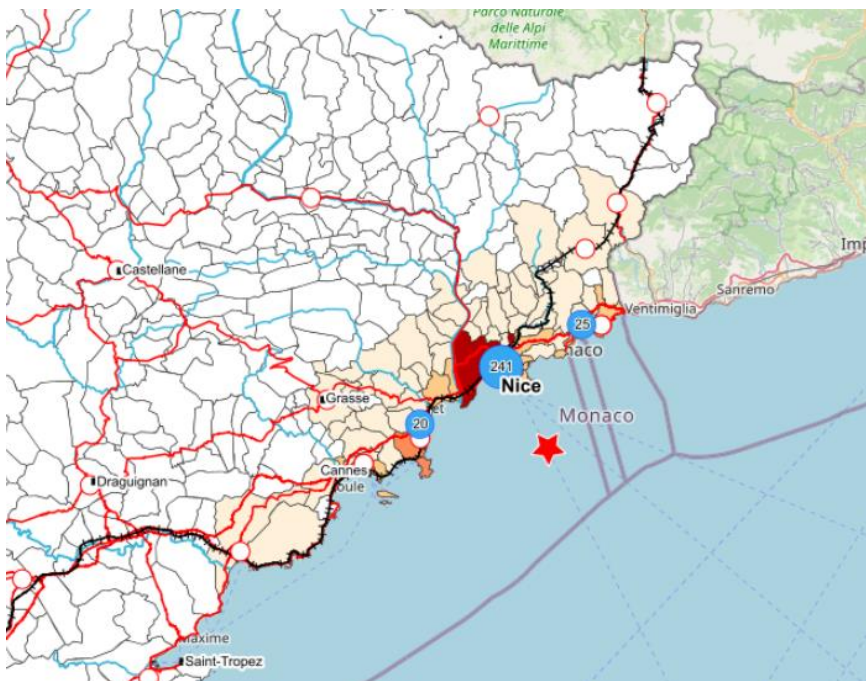 Parco Naturale
delle Alpi
Marittime
Castellane
Imp
Sanremo
Ventimiglia
25
naco
241
Nice
Grasse
et
20
Monaco
Cannes
oule
Draguignan
Maxime
Saint-Tropez